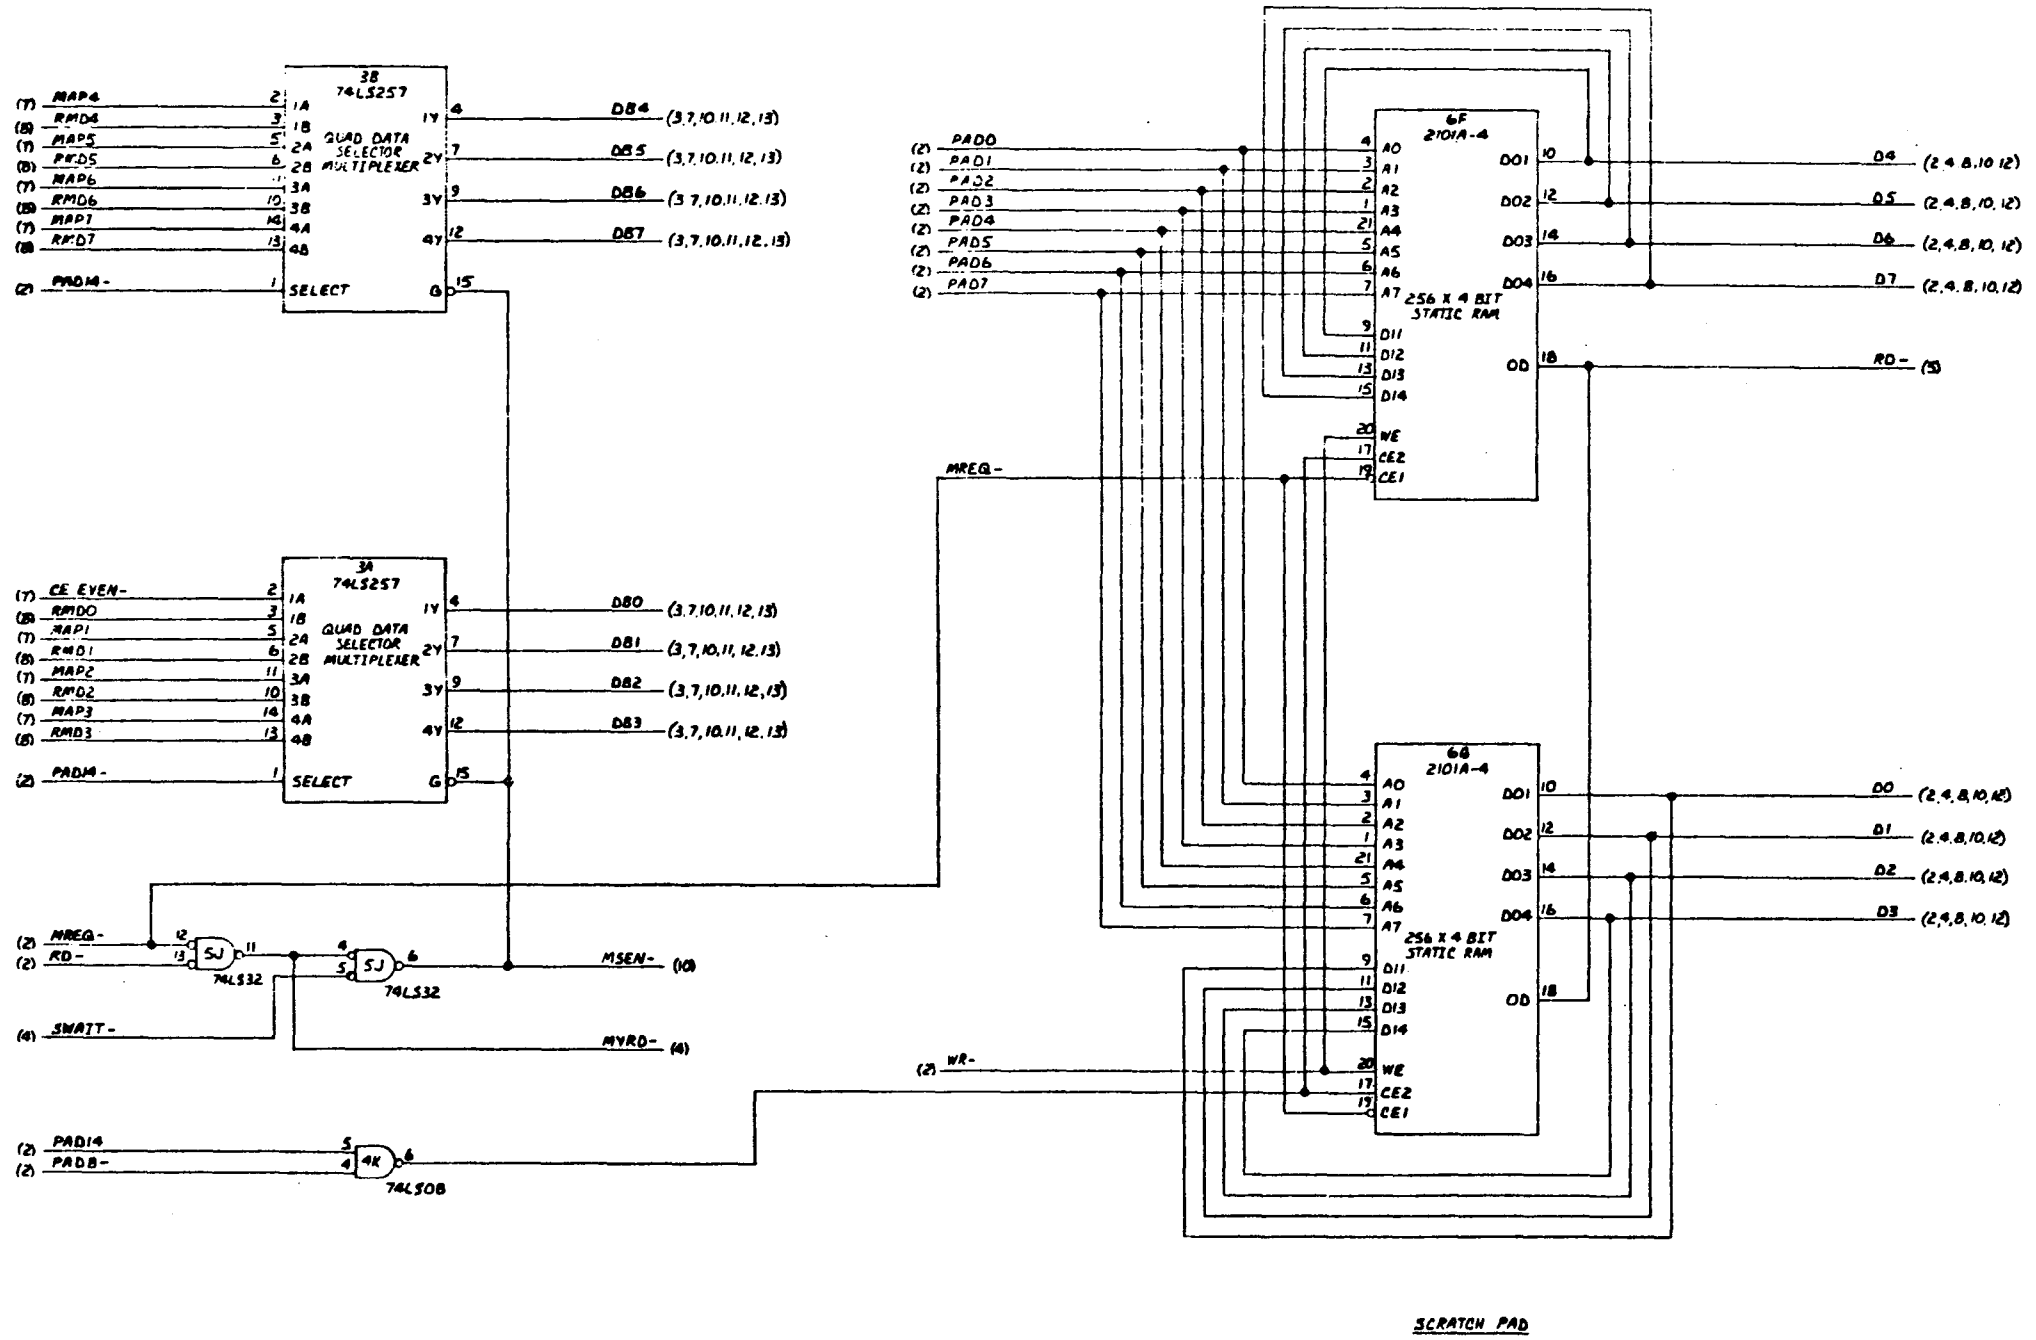 3B
74LS257
QUAD DATA
SELECTOR
MULTIPLEXER
(7) MAP4 2 1A
(8) RMD4 3 1B
(7) MAP5 5 2A
(8) RMD5 6 2B
(7) MAP6 3A
(8) RMD6 10 3B
(7) MAP7 14 4A
(8) RMD7 13 4B
(2) PAD14- 1 SELECT
1Y 4 DB4 (3,7,10,11,12,13)
2Y 7 DB5 (3,7,10,11,12,13)
3Y 9 DB6 (3,7,10,11,12,13)
4Y 12 DB7 (3,7,10,11,12,13)
G 15
3A
74LS257
QUAD DATA
SELECTOR
MULTIPLEXER
(7) CE EVEN- 2 1A
(8) RMD0 3 1B
(7) MAP1 5 2A
(8) RMD1 6 2B
(7) MAP2 11 3A
(8) RMD2 10 3B
(7) MAP3 14 4A
(8) RMD3 13 4B
(2) PAD14- 1 SELECT
1Y 4 DB0 (3,7,10,11,12,13)
2Y 7 DB1 (3,7,10,11,12,13)
3Y 9 DB2 (3,7,10,11,12,13)
4Y 12 DB3 (3,7,10,11,12,13)
G 15
(2) MREQ- 12
(2) RD- 13
5J 11
74LS32
4
5
5J 6
74LS32
MSEN- (10)
(4) SWAIT-
MYRD- (4)
(2) PAD14 5
(2) PAD8- 4
4K 6
74LS08
6F
2101A-4
256 X 4 BIT
STATIC RAM
(2) PAD0 4 A0
(2) PAD1 3 A1
(2) PAD2 2 A2
(2) PAD3 1 A3
(2) PAD4 21 A4
(2) PAD5 5 A5
(2) PAD6 6 A6
(2) PAD7 7 A7
9 DI1
11 DI2
13 DI3
15 DI4
20 WE
17 CE2
MREQ- 19 CE1
DO1 10 D4 (2,4,8,10,12)
DO2 12 D5 (2,4,8,10,12)
DO3 14 D6 (2,4,8,10,12)
DO4 16 D7 (2,4,8,10,12)
OD 18 RD- (5)
6B
2101A-4
256 X 4 BIT
STATIC RAM
4 A0
3 A1
2 A2
1 A3
21 A4
5 A5
6 A6
7 A7
9 DI1
11 DI2
13 DI3
15 DI4
(2) WR- 20 WE
17 CE2
19 CE1
DO1 10 D0 (2,4,8,10,12)
DO2 12 D1 (2,4,8,10,12)
DO3 14 D2 (2,4,8,10,12)
DO4 16 D3 (2,4,8,10,12)
OD 18
SCRATCH PAD